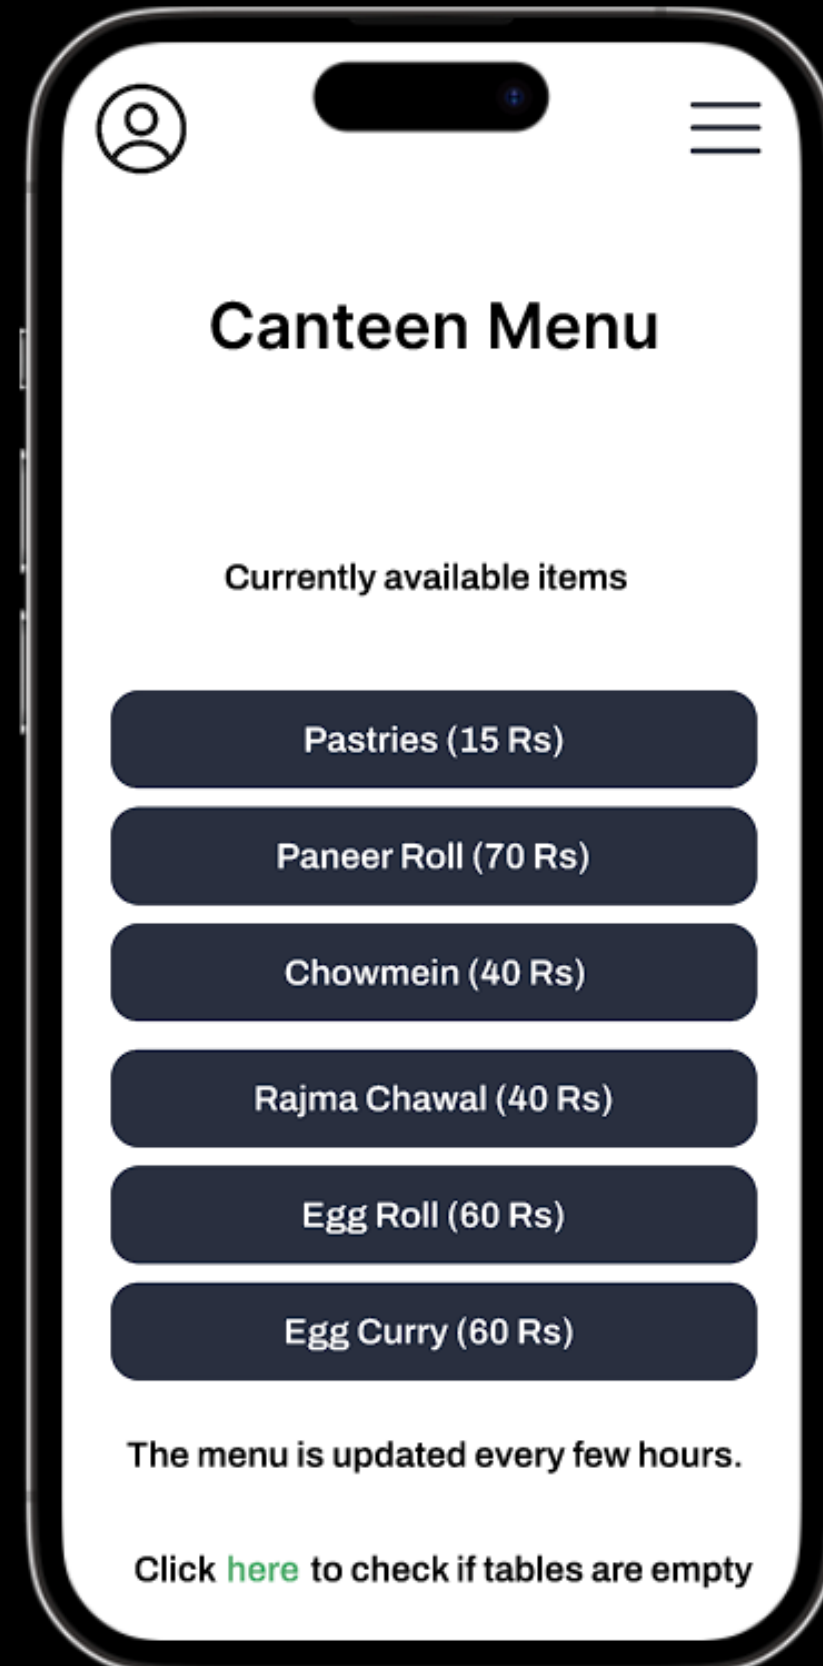 Canteen Menu
Currently available items
Pastries (15 Rs)
Paneer Roll (70 Rs)
Chowmein (40 Rs)
Rajma Chawal (40 Rs)
Egg Roll (60 Rs)
Egg Curry (60 Rs)
The menu is updated every few hours.
Click here to check if tables are empty